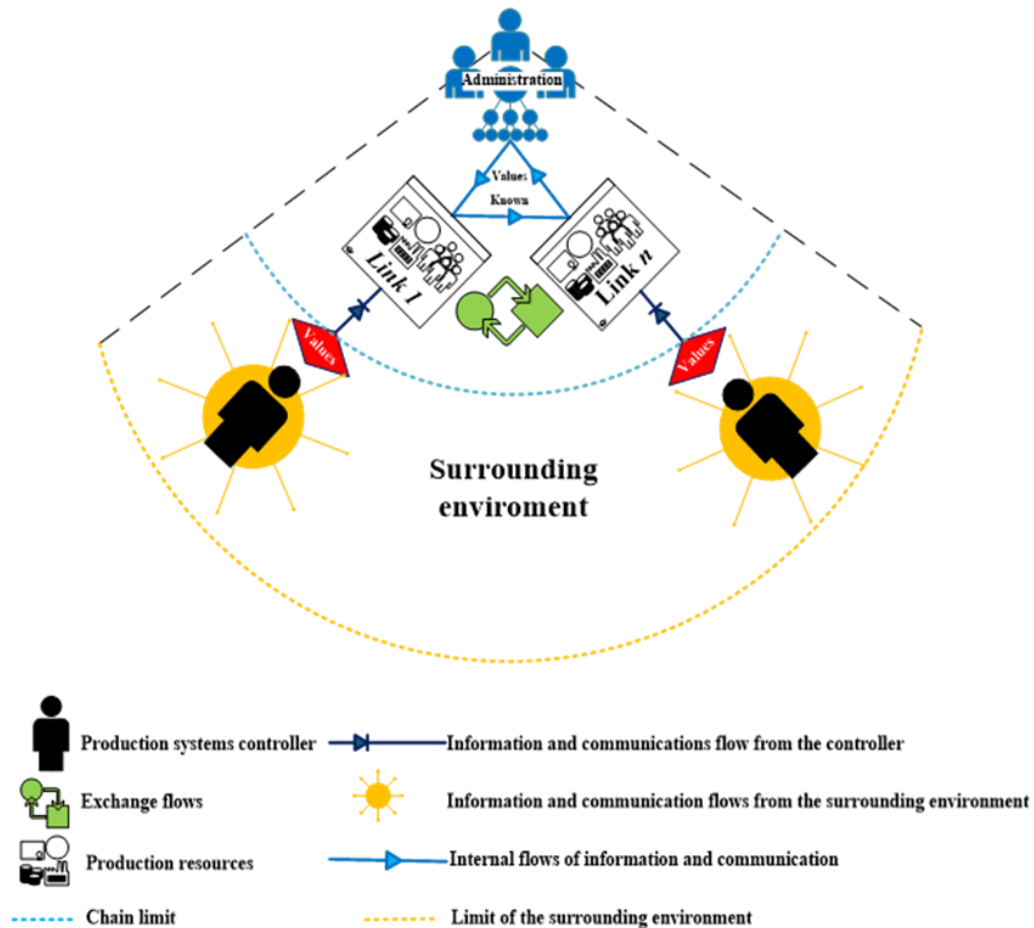 Administration
Values
Known
Link 1
Link n
Values
Values
Surrounding
enviroment
Production systems controller
Information and communications flow from the controller
Exchange flows
Information and communication flows from the surrounding environment
Production resources
Internal flows of information and communication
Chain limit
Limit of the surrounding environment